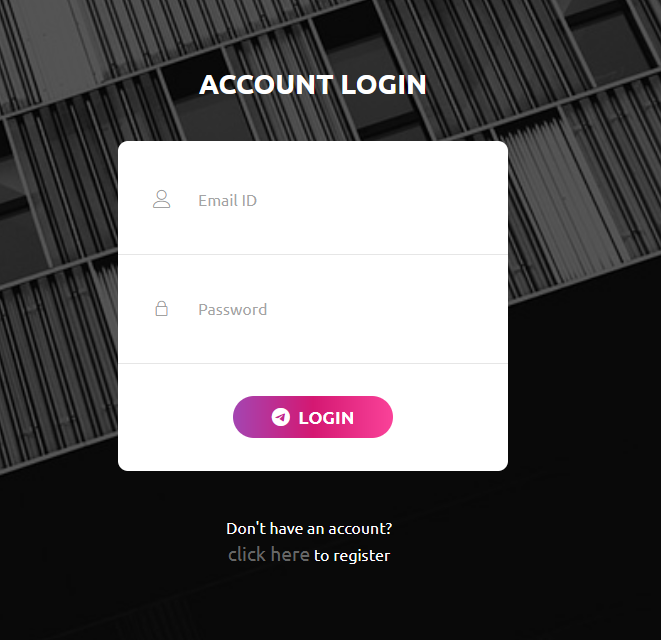 ACCOUNT LOGIN
Email ID
Password
LOGIN
Don't have an account?
click here to register